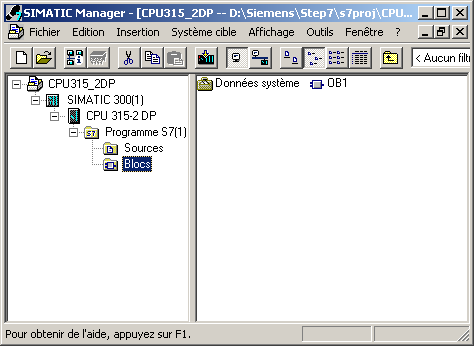 SIMATIC Manager - [CPU315_2DP -- D:\Siemens\Step7\s7proj\CPU...
Fichier Edition Insertion Système cible Affichage Outils Fenêtre ?
< Aucun filt
CPU315_2DP
SIMATIC 300(1)
CPU 315-2 DP
Programme S7(1)
Sources
Blocs
Données système OB1
Pour obtenir de l'aide, appuyez sur F1.